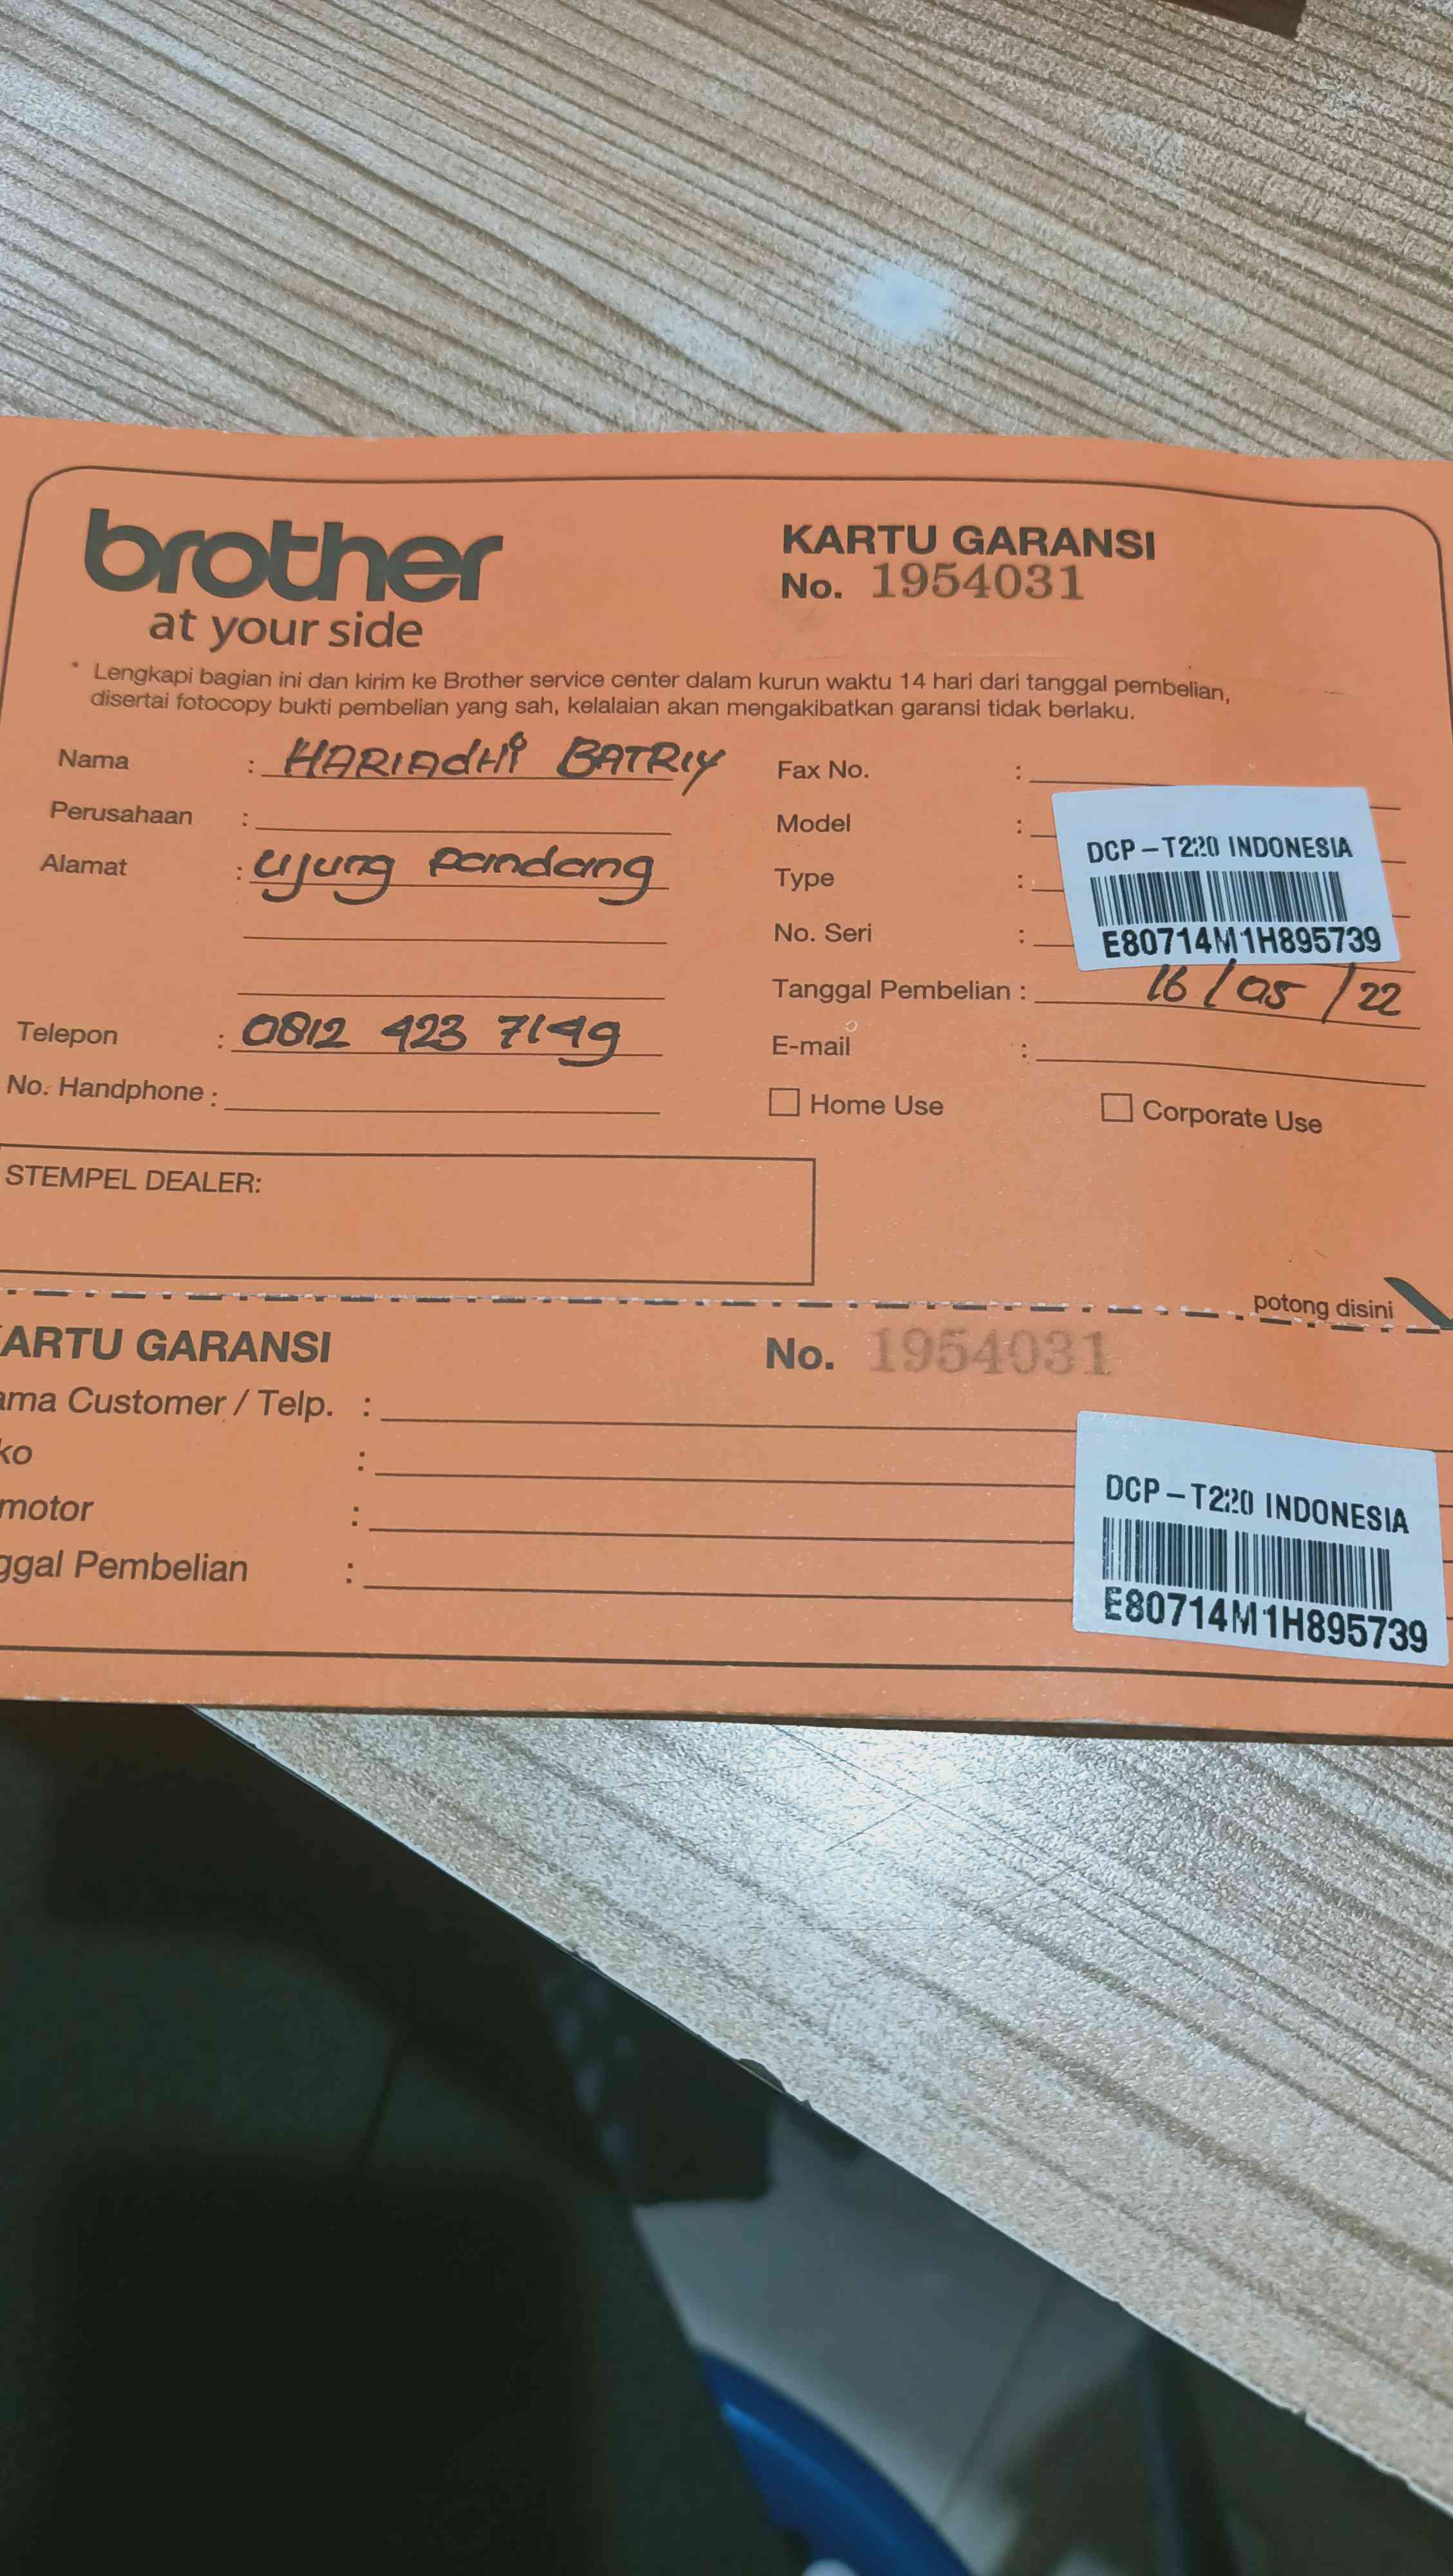 brother
at your side
KARTU GARANSI
No. 1954031
* Lengkapi bagian ini dan kirim ke Brother service center dalam kurun waktu 14 hari dari tanggal pembelian,
disertai fotocopy bukti pembelian yang sah, kelalaian akan mengakibatkan garansi tidak berlaku.
Nama : HARIADHI BATRIY
Perusahaan :
Alamat : Ujung Pandang
Telepon : 0812 423 7149
No. Handphone :
Fax No. :
Model :
Type :
No. Seri :
DCP-T220 INDONESIA
E80714M1H895739
Tanggal Pembelian : 16/05/22
E-mail :
Home Use Corporate Use
STEMPEL DEALER:
potong disini
ARTU GARANSI No. 1954031
ama Customer / Telp. :
ko :
motor :
ggal Pembelian :
DCP-T220 INDONESIA
E80714M1H895739